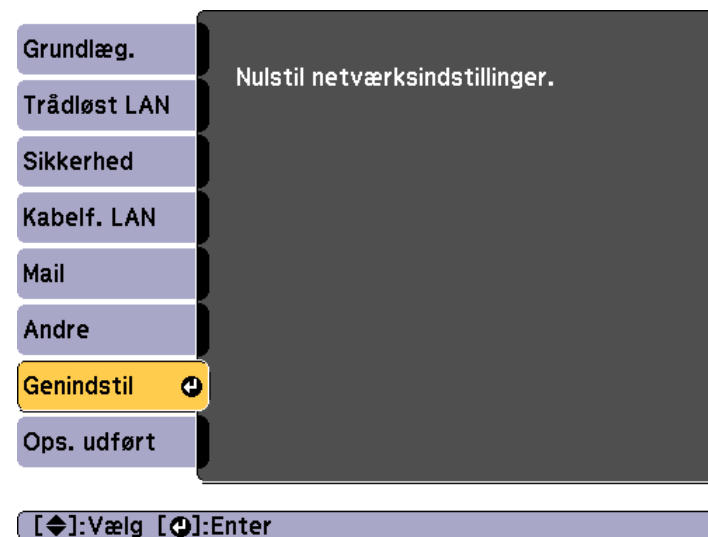 Grundlæg.
Trådløst LAN
Sikkerhed
Kabelf. LAN
Mail
Andre
Genindstil
Ops. udført
Nulstil netværksindstillinger.
[◆]:Vælg [⏎]:Enter